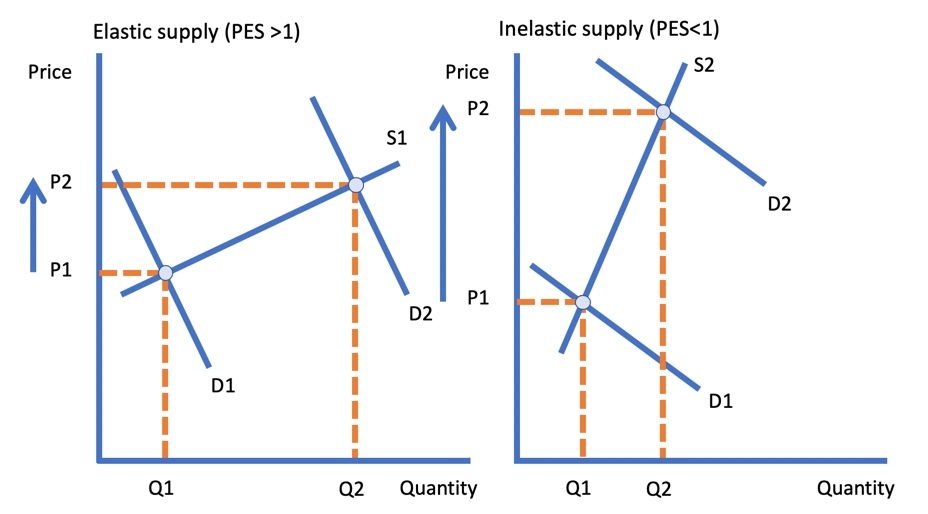 Elastic supply (PES >1)
Price
P2
P1
S1
D2
D1
Q1
Q2
Quantity
Inelastic supply (PES<1)
Price
P2
P1
S2
D2
D1
Q1
Q2
Quantity